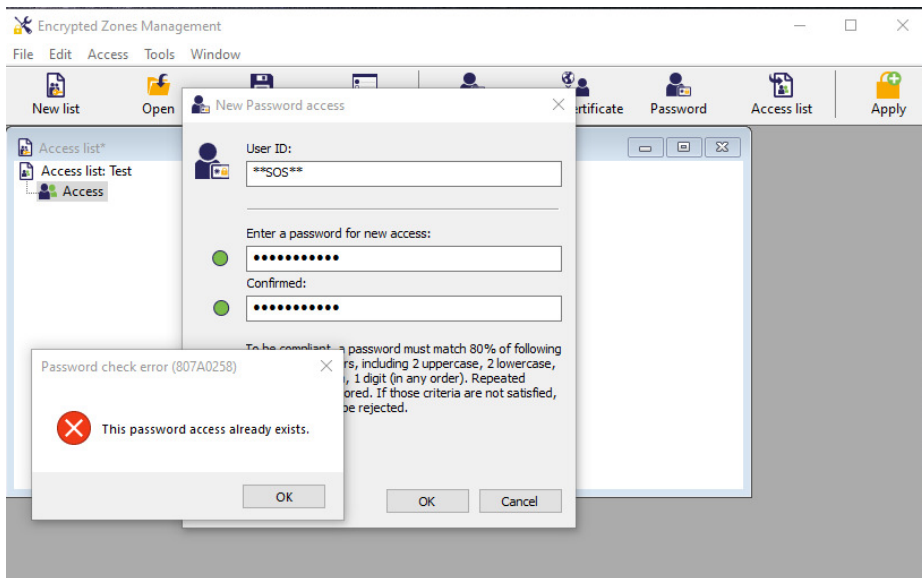 Encrypted Zones Management
File Edit Access Tools Window
New list Open Password Access list Apply
New Password access
Access list*
Access list: Test
Access
User ID:
**SOS**
Enter a password for new access:
•••••••••••
Confirmed:
•••••••••••
To be compliant, a password must match 80% of following
including 2 uppercase, 2 lowercase,
1 digit (in any order). Repeated
If those criteria are not satisfied,
be rejected.
Password check error (807A0258)
This password access already exists.
OK
OK Cancel